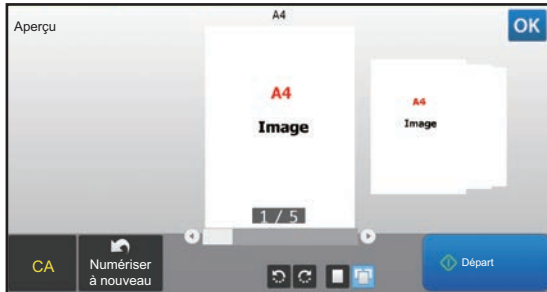 A4
Aperçu
OK
A4
Image
A4
Image
1 / 5
CA
Numériser
à nouveau
Départ